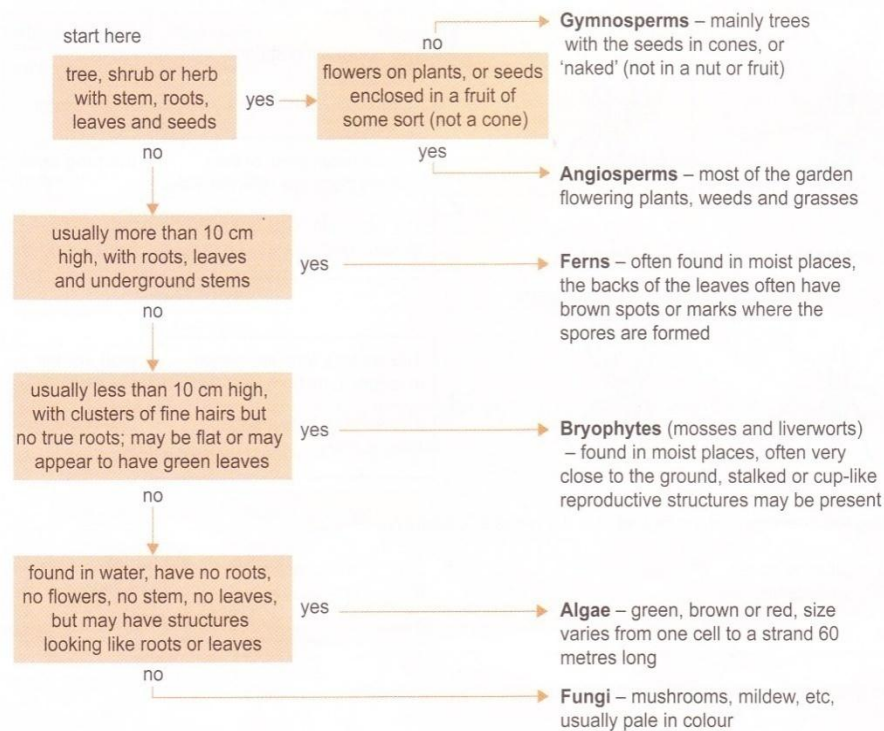 start here
tree, shrub or herb
with stem, roots,
leaves and seeds
yes
no
flowers on plants, or seeds
enclosed in a fruit of
some sort (not a cone)
no
Gymnosperms – mainly trees
with the seeds in cones, or
‘naked’ (not in a nut or fruit)
yes
Angiosperms – most of the garden
flowering plants, weeds and grasses
usually more than 10 cm
high, with roots, leaves
and underground stems
yes
Ferns – often found in moist places,
the backs of the leaves often have
brown spots or marks where the
spores are formed
no
usually less than 10 cm high,
with clusters of fine hairs but
no true roots; may be flat or may
appear to have green leaves
yes
Bryophytes (mosses and liverworts)
– found in moist places, often very
close to the ground, stalked or cup-like
reproductive structures may be present
no
found in water, have no roots,
no flowers, no stem, no leaves,
but may have structures
looking like roots or leaves
yes
Algae – green, brown or red, size
varies from one cell to a strand 60
metres long
no
Fungi – mushrooms, mildew, etc,
usually pale in colour